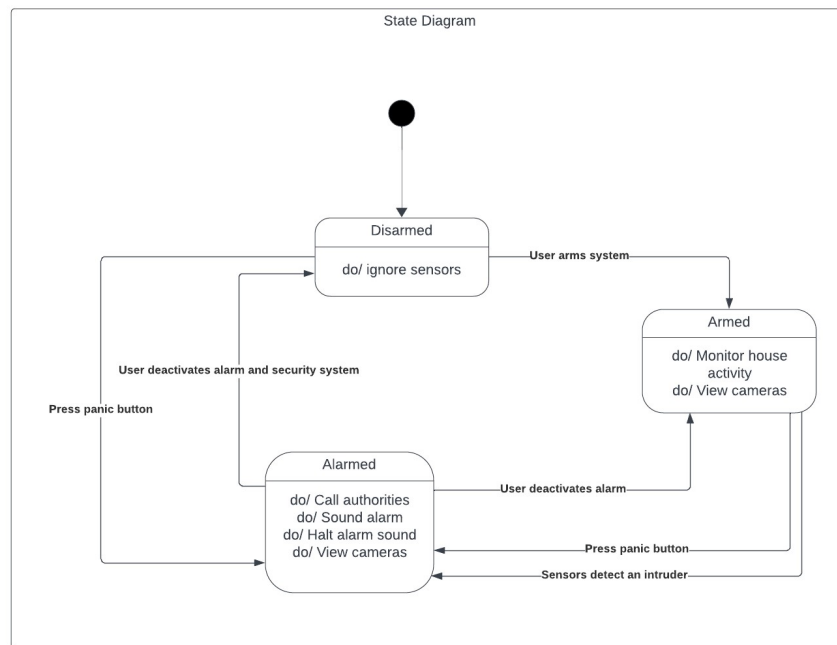 State Diagram
Disarmed
do/ ignore sensors
User arms system
Armed
do/ Monitor house
activity
do/ View cameras
User deactivates alarm and security system
Press panic button
Alarmed
do/ Call authorities
do/ Sound alarm
do/ Halt alarm sound
do/ View cameras
User deactivates alarm
Press panic button
Sensors detect an intruder